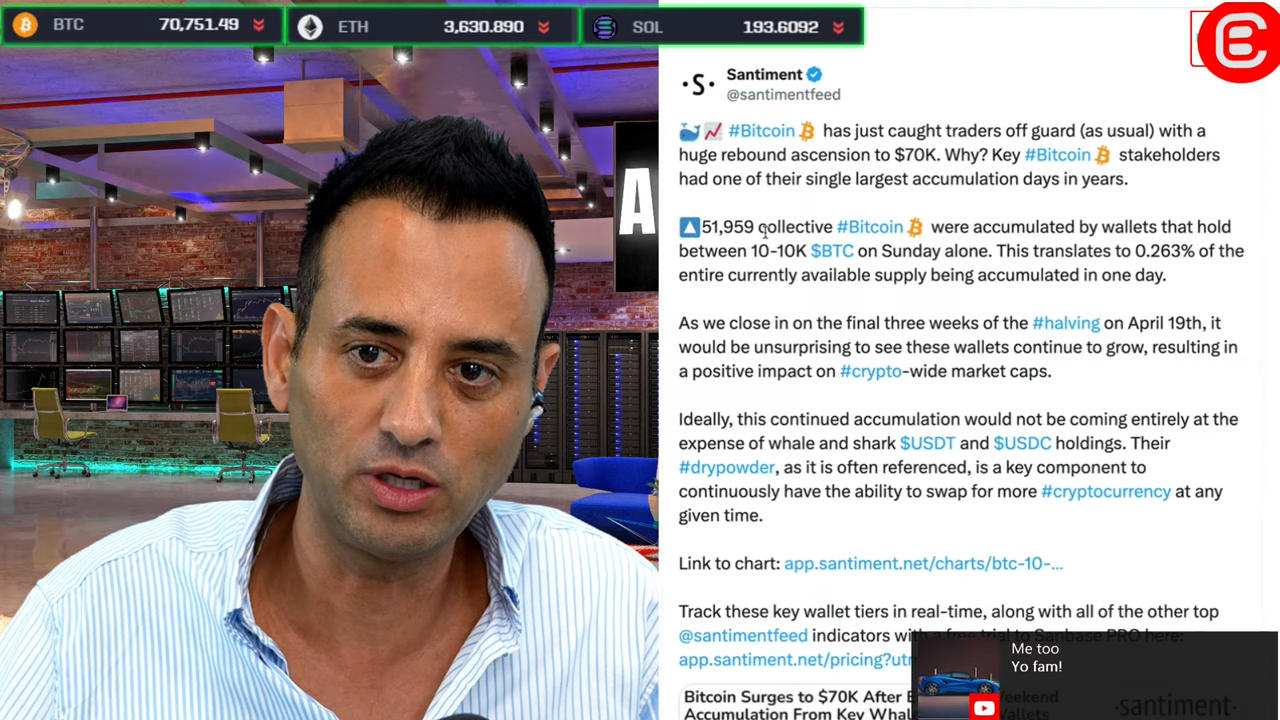 BTC 70,751.49
ETH 3,630.890
SOL 193.6092
A
Santiment
@santimentfeed
#Bitcoin has just caught traders off guard (as usual) with a
huge rebound ascension to $70K. Why? Key #Bitcoin stakeholders
had one of their single largest accumulation days in years.
51,959 collective #Bitcoin were accumulated by wallets that hold
between 10-10K $BTC on Sunday alone. This translates to 0.263% of the
entire currently available supply being accumulated in one day.
As we close in on the final three weeks of the #halving on April 19th, it
would be unsurprising to see these wallets continue to grow, resulting in
a positive impact on #crypto-wide market caps.
Ideally, this continued accumulation would not be coming entirely at the
expense of whale and shark $USDT and $USDC holdings. Their
#drypowder, as it is often referenced, is a key component to
continuously have the ability to swap for more #cryptocurrency at any
given time.
Link to chart: app.santiment.net/charts/btc-10-...
Track these key wallet tiers in real-time, along with all of the other top
@santimentfeed indicators with a free trial to Sanbase PRO here:
app.santiment.net/pricing?
Me too
Yo fam!
Bitcoin Surges to $70K After
Accumulation From Key
·santiment·